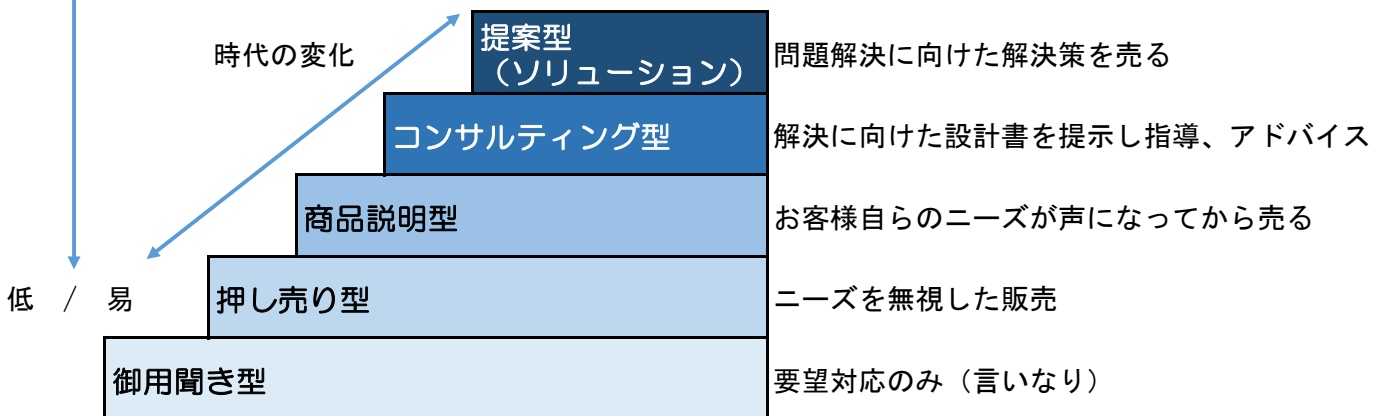 時代の変化
提案型
（ソリューション）
問題解決に向けた解決策を売る
コンサルティング型
解決に向けた設計書を提示し指導、アドバイス
商品説明型
お客様自らのニーズが声になってから売る
低 / 易
押し売り型
ニーズを無視した販売
御用聞き型
要望対応のみ（言いなり）